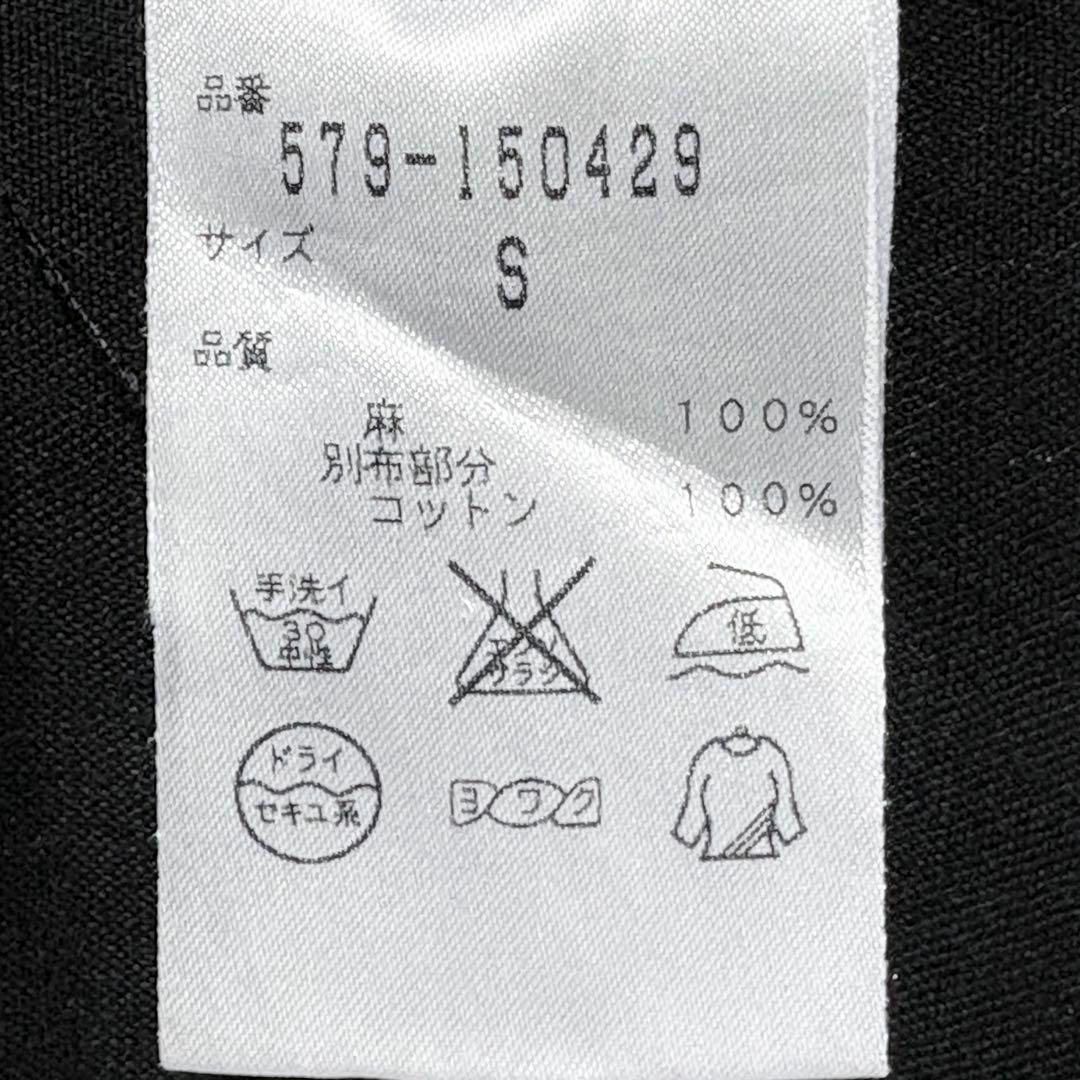 品番
579-150429
サイズ S
品質
麻 100%
別布部分
コットン 100%
手洗イ
30
中性
低
ドライ
セキユ系
ヨワク